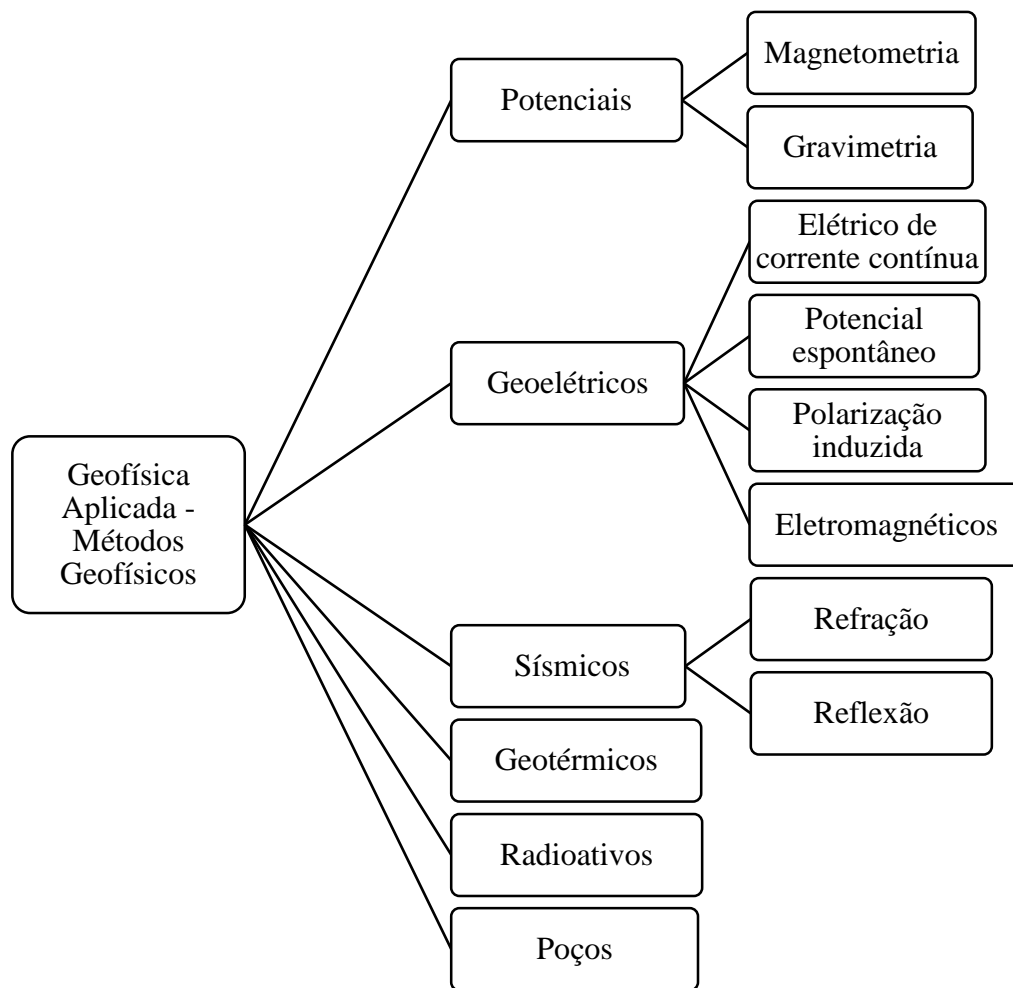 Geofísica
Aplicada -
Métodos
Geofísicos
Potenciais
Magnetometria
Gravimetria
Geoelétricos
Elétrico de
corrente contínua
Potencial
espontâneo
Polarização
induzida
Eletromagnéticos
Sísmicos
Refração
Reflexão
Geotérmicos
Radioativos
Poços